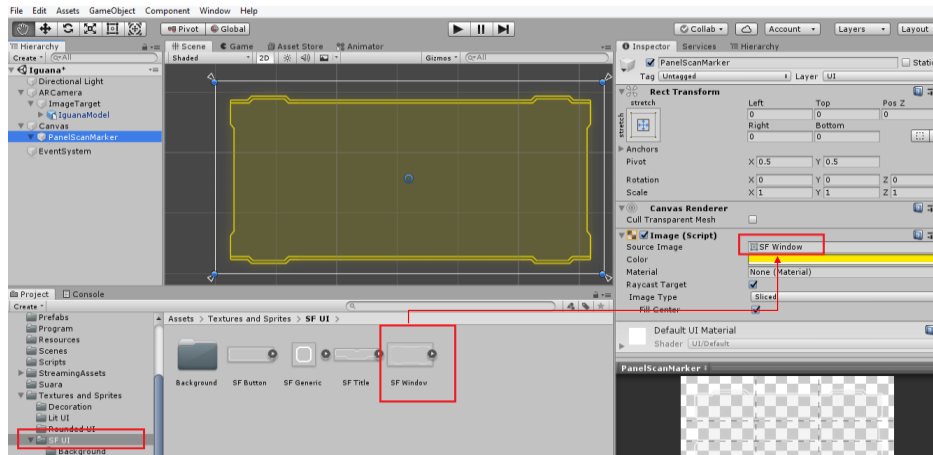 File Edit Assets GameObject Component Window Help
Pivot Global Collab Account Layers Layout
Hierarchy Scene Game Asset Store Animator Inspector Services Hierarchy
Create All Shaded 2D Gizmos All PanelScanMarker Static
Iguana* Tag Untagged Layer UI
Directional Light
ARCamera Rect Transform
ImageTarget stretch Left Top Pos Z
IguanaModel stretch 0 0 0
Canvas Right Bottom
PanelScanMarker 0 0
EventSystem Anchors
Pivot X 0.5 Y 0.5
Rotation X 0 Y 0 Z 0
Scale X 1 Y 1 Z 1
Canvas Renderer
Cull Transparent Mesh
Image (Script)
Source Image SF Window
Color
Material None (Material)
Raycast Target
Image Type Sliced
Fill Center
Project Console
Create
Prefabs Assets > Textures and Sprites > SF UI >
Program
Resources Default UI Material
Scenes Shader UI/Default
Scripts
StreamingAssets PanelScanMarker
Suara Background SF Button SF Generic SF Title SF Window
Textures and Sprites
Decoration
Lit UI
Rounded UI
SF UI
Background